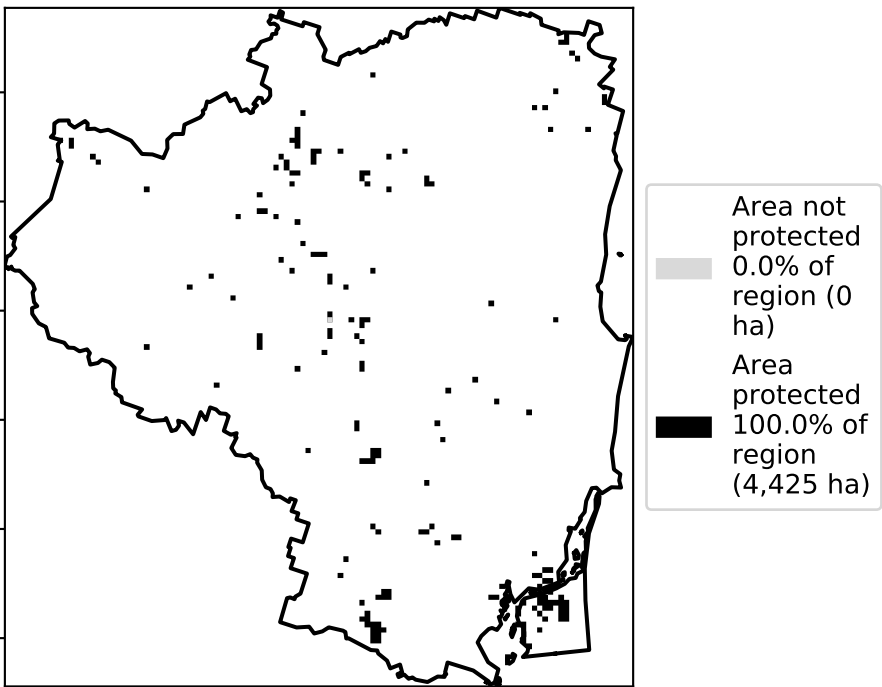 Area not
protected
0.0% of
region (0
ha)
Area
protected
100.0% of
region
(4,425 ha)